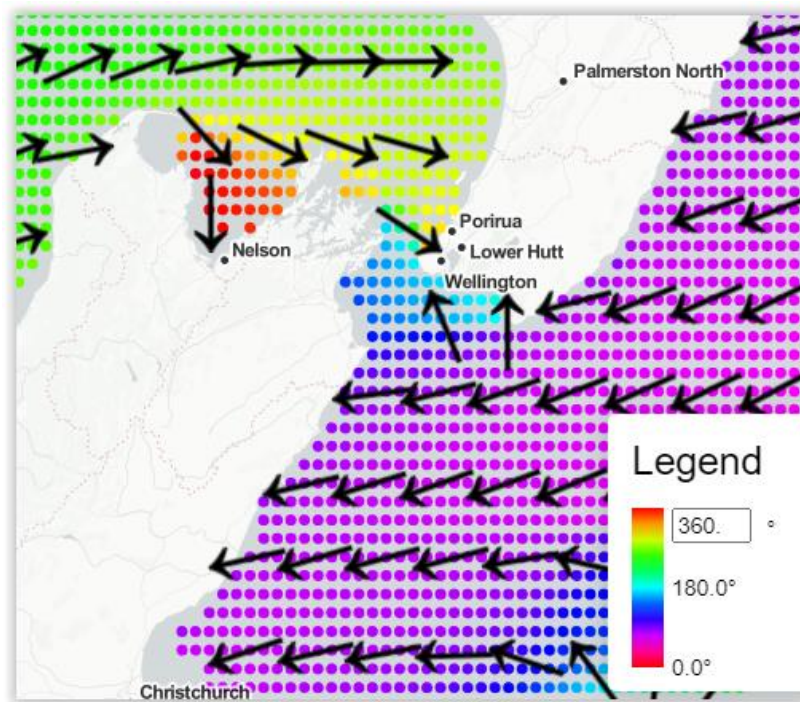 Palmerston North
Porirua
Lower Hutt
Nelson
Wellington
Legend
360. °
180.0°
0.0°
Christchurch